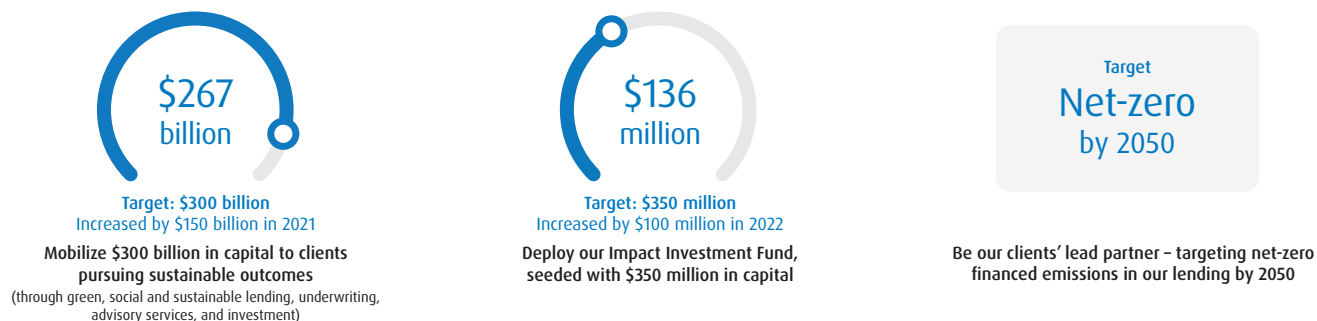 $267
billion
Target: $300 billion
Increased by $150 billion in 2021
Mobilize $300 billion in capital to clients
pursuing sustainable outcomes
(through green, social and sustainable lending, underwriting,
advisory services, and investment)
$136
million
Target: $350 million
Increased by $100 million in 2022
Deploy our Impact Investment Fund,
seeded with $350 million in capital
Target
Net-zero
by 2050
Be our clients’ lead partner – targeting net-zero
financed emissions in our lending by 2050